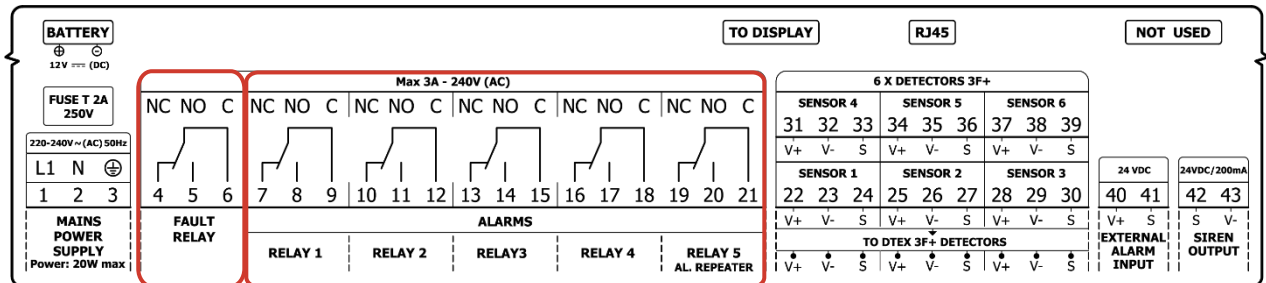 BATTERY TO DISPLAY RJ45 NOT USED
⊕ ⊖
12V ⎓ (DC)
Max 3A - 240V (AC) 6 X DETECTORS 3F+
FUSE T 2A
250V
NC NO C NC NO C NC NO C NC NO C NC NO C NC NO C
SENSOR 4 SENSOR 5 SENSOR 6
31 32 33 34 35 36 37 38 39
220-240V~(AC) 50Hz
V+ V- S V+ V- S V+ V- S
L1 N ⏚
SENSOR 1 SENSOR 2 SENSOR 3
24 VDC 24VDC/200mA
1 2 3 4 5 6 7 8 9 10 11 12 13 14 15 16 17 18 19 20 21 22 23 24 25 26 27 28 29 30 40 41 42 43
V+ V- S V+ V- S V+ V- S V+ S S V-
MAINS
POWER
SUPPLY
Power: 20W max
FAULT
RELAY
ALARMS
RELAY 1 RELAY 2 RELAY3 RELAY 4 RELAY 5
AL. REPEATER
TO DTEX 3F+ DETECTORS
V+ V- S V+ V- S V+ V- S
EXTERNAL
ALARM
INPUT
SIREN
OUTPUT